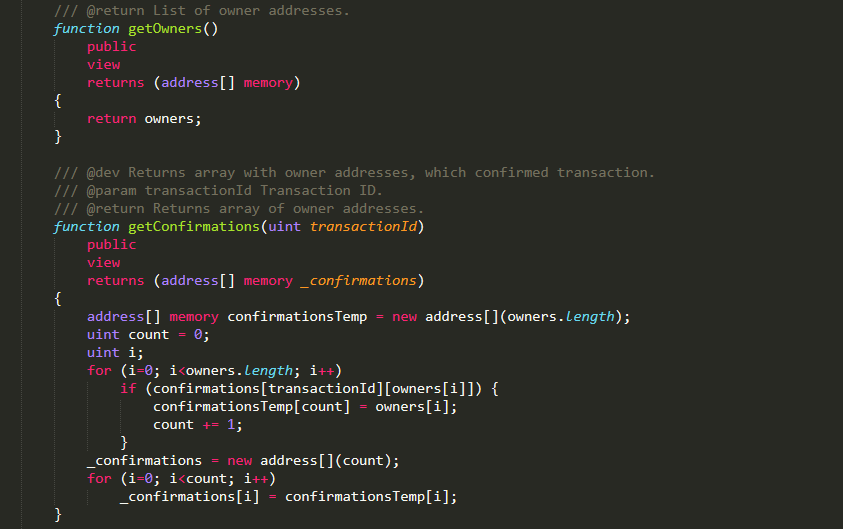 /// @return List of owner addresses.
function getOwners()
public
view
returns (address[] memory)
{
return owners;
}
/// @dev Returns array with owner addresses, which confirmed transaction.
/// @param transactionId Transaction ID.
/// @return Returns array of owner addresses.
function getConfirmations(uint transactionId)
public
view
returns (address[] memory _confirmations)
{
address[] memory confirmationsTemp = new address[](owners.length);
uint count = 0;
uint i;
for (i=0; i<owners.length; i++)
if (confirmations[transactionId][owners[i]]) {
confirmationsTemp[count] = owners[i];
count += 1;
}
_confirmations = new address[](count);
for (i=0; i<count; i++)
_confirmations[i] = confirmationsTemp[i];
}